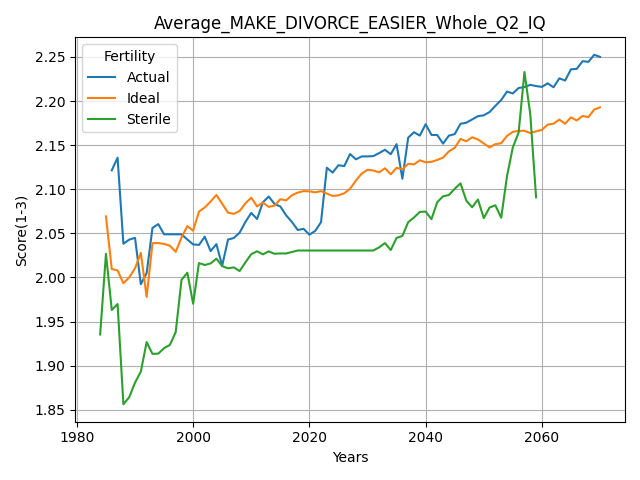 Average_MAKE_DIVORCE_EASIER_Whole_Q2_IQ
Fertility
Actual
Ideal
Sterile
Score(1-3)
2.25
2.20
2.15
2.10
2.05
2.00
1.95
1.90
1.85
1980 2000 2020 2040 2060
Years